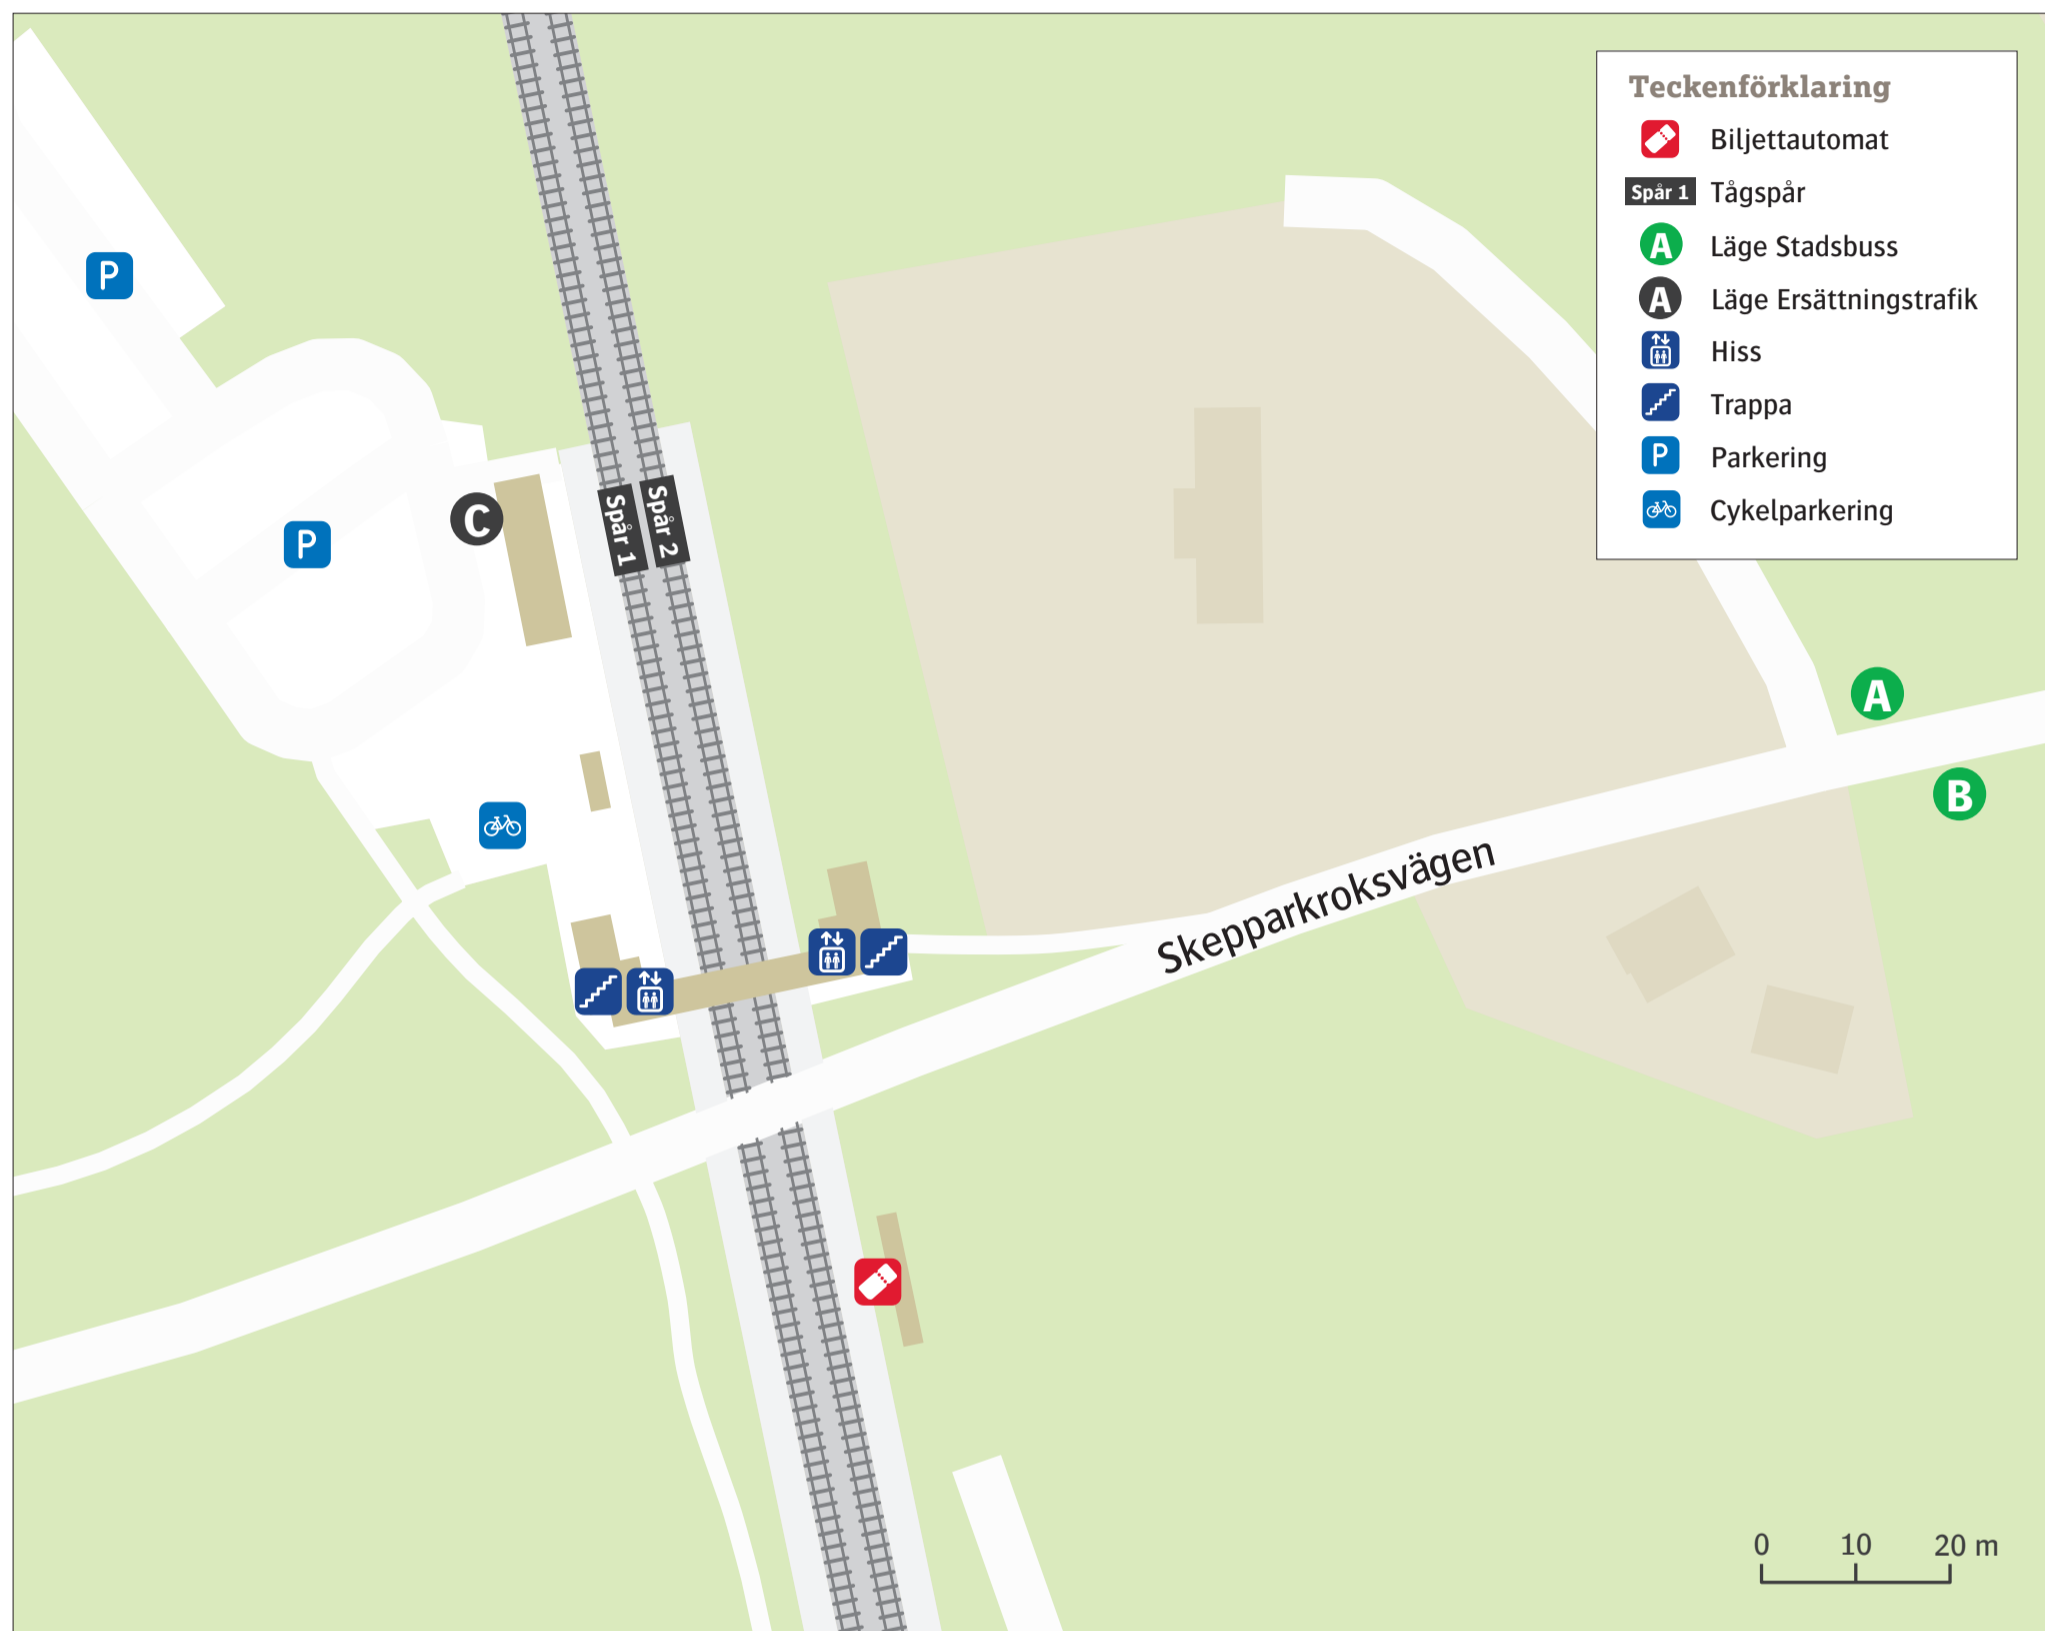 Teckenförklaring
Biljettautomat
Spår 1 Tågspår
A Läge Stadsbuss
A Läge Ersättningstrafik
Hiss
Trappa
P Parkering
Cykelparkering
P
P
C
Spår 1
Spår 2
A
B
Skepparkroksvägen
0 10 20 m